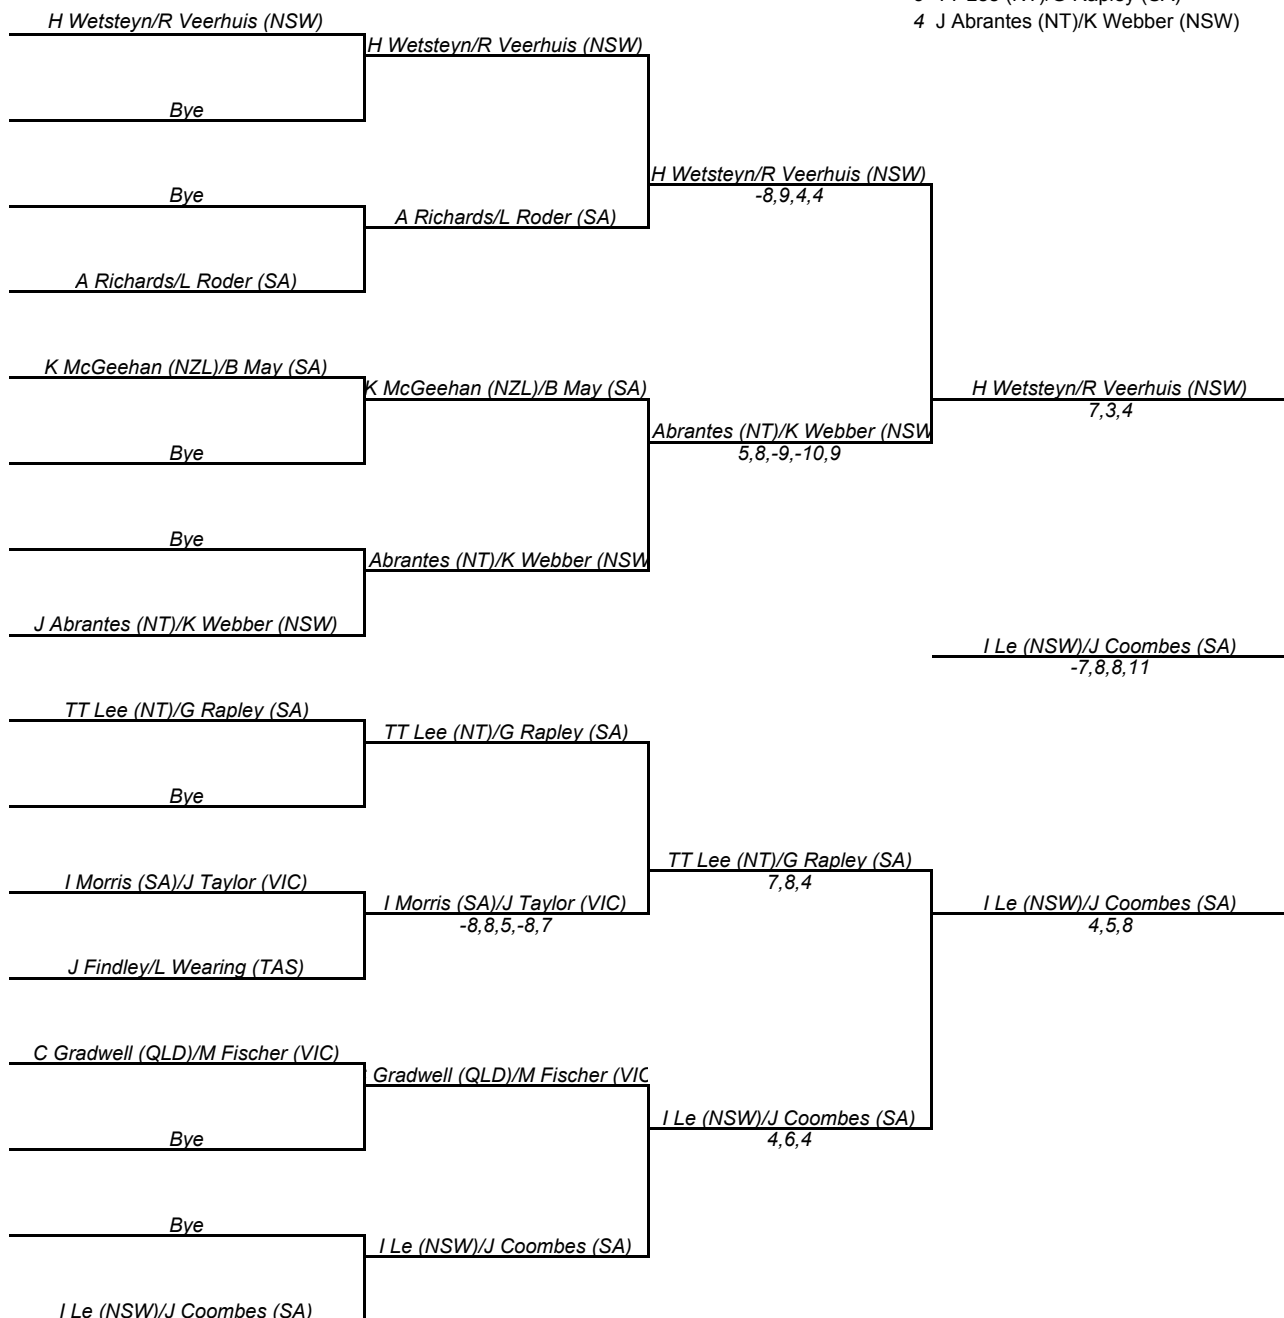 H Wetsteyn/R Veerhuis (NSW)
4 J Abrantes (NT)/K Webber (NSW)
H Wetsteyn/R Veerhuis (NSW)
Bye
H Wetsteyn/R Veerhuis (NSW)
-8,9,4,4
Bye
A Richards/L Roder (SA)
A Richards/L Roder (SA)
K McGeehan (NZL)/B May (SA)
K McGeehan (NZL)/B May (SA)
H Wetsteyn/R Veerhuis (NSW)
7,3,4
Abrantes (NT)/K Webber (NSW
5,8,-9,-10,9
Bye
Bye
Abrantes (NT)/K Webber (NSW
J Abrantes (NT)/K Webber (NSW)
I Le (NSW)/J Coombes (SA)
-7,8,8,11
TT Lee (NT)/G Rapley (SA)
TT Lee (NT)/G Rapley (SA)
Bye
TT Lee (NT)/G Rapley (SA)
7,8,4
I Morris (SA)/J Taylor (VIC)
I Morris (SA)/J Taylor (VIC)
-8,8,5,-8,7
I Le (NSW)/J Coombes (SA)
4,5,8
J Findley/L Wearing (TAS)
C Gradwell (QLD)/M Fischer (VIC)
Gradwell (QLD)/M Fischer (VIC
I Le (NSW)/J Coombes (SA)
4,6,4
Bye
Bye
I Le (NSW)/J Coombes (SA)
I Le (NSW)/J Coombes (SA)